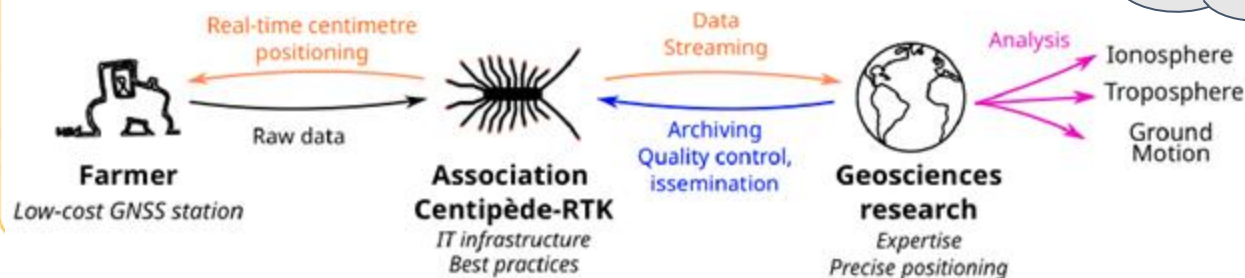 Real-time centimetre
positioning
Raw data
Farmer
Low-cost GNSS station
Association
Centipède-RTK
IT infrastructure
Best practices
Data
Streaming
Archiving
Quality control,
issemination
Geosciences
research
Expertise
Precise positioning
Analysis
Ionosphere
Troposphere
Ground
Motion